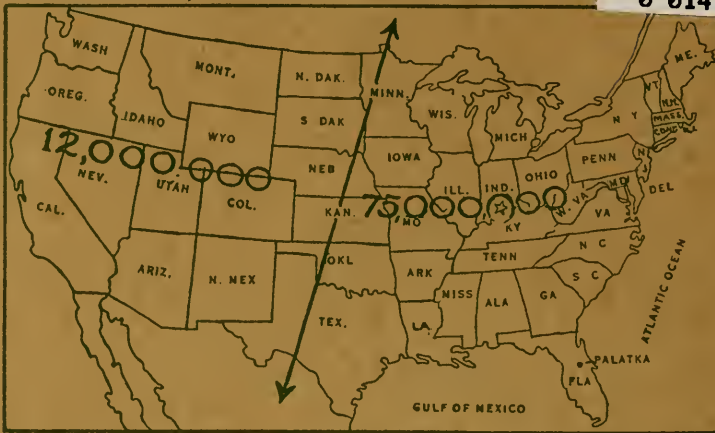 0 014
WASH
MONT.
N. DAK.
MINN.
ME.
OREG.
IDAHO
WYO
S DAK
WIS.
MICH
N Y
VT
N.H.
MASS.
CONN
R.I.
12,000,000
NEV.
UTAH
COL.
NEB
IOWA
ILL.
IND.
OHIO
PENN
N.J.
MD
DEL
CAL.
KAN.
75,000,000
MO
KY
W. VA
VA
ARIZ.
N. MEX
OKL
ARK
TENN
N C
S C
TEX.
LA.
MISS
ALA
GA
ATLANTIC OCEAN
PALATKA
FLA
GULF OF MEXICO